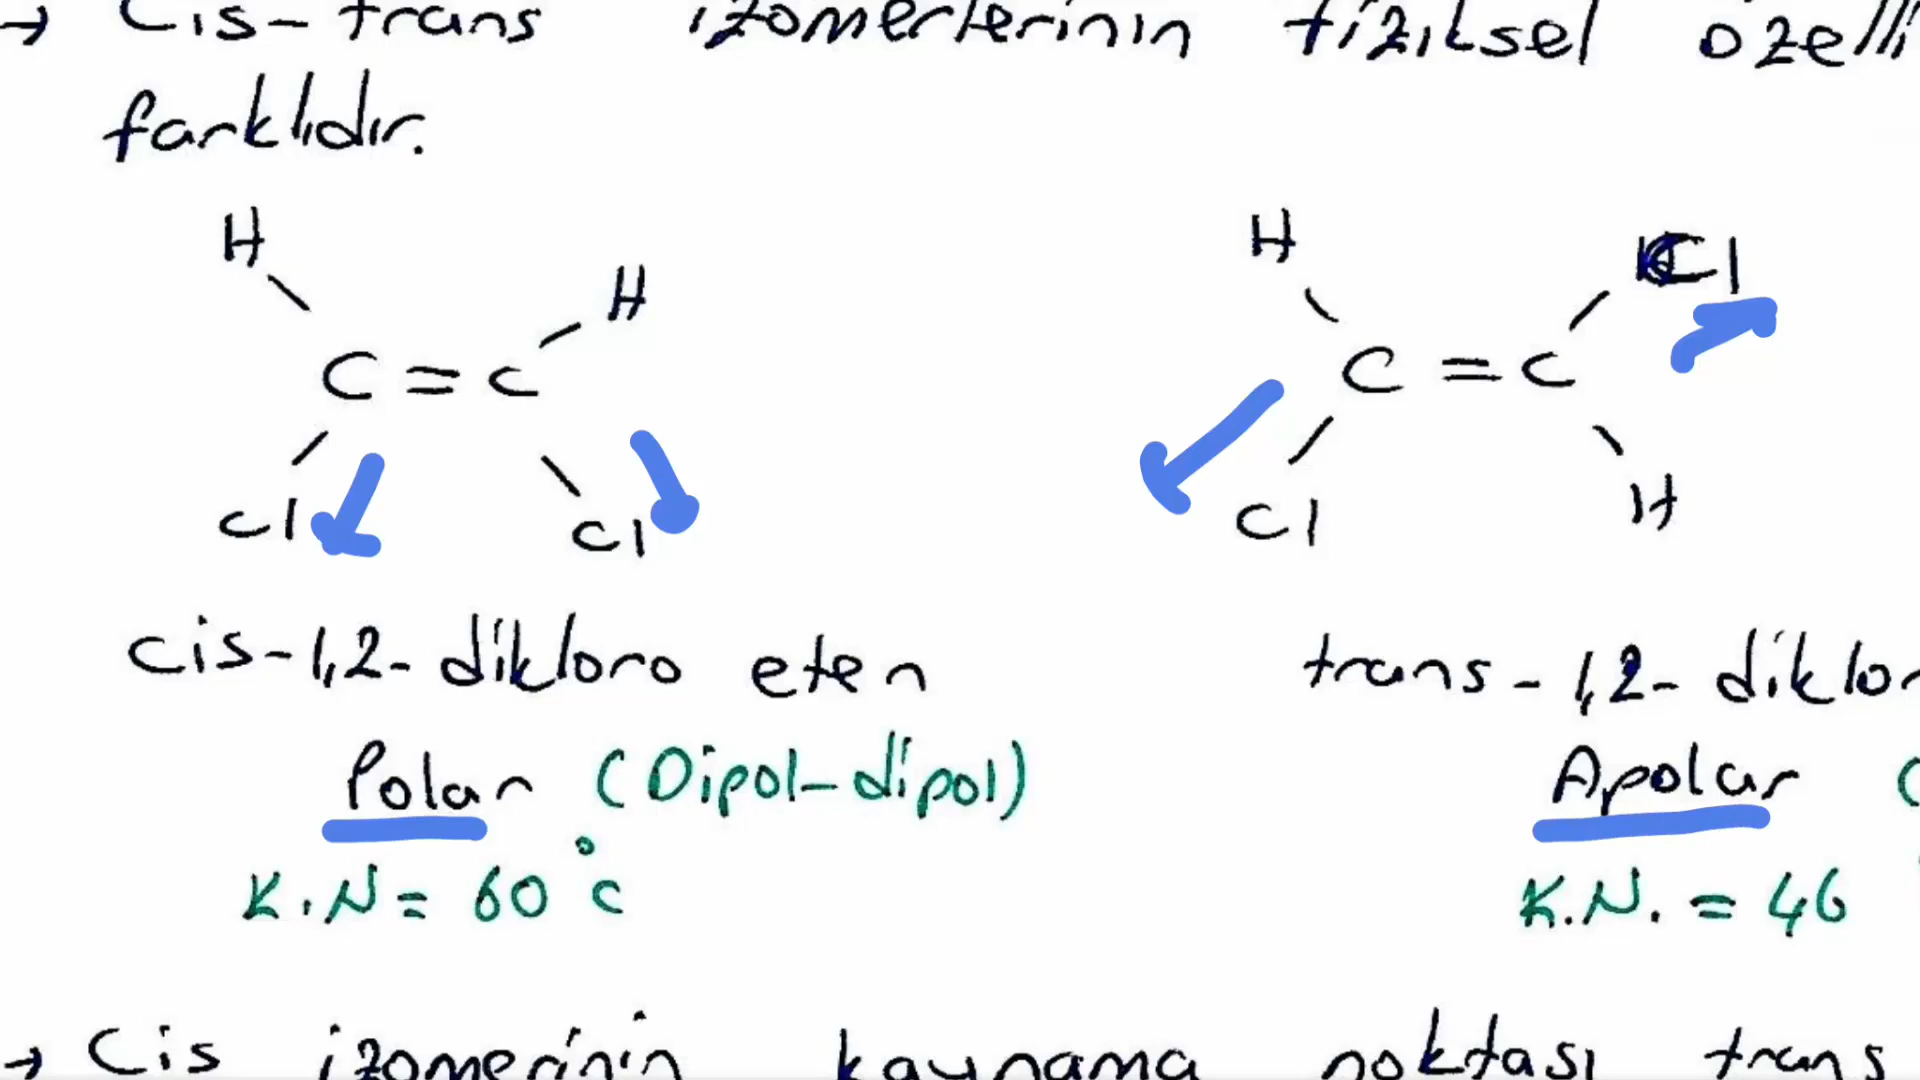 → Cis-trans izomerlerinin fiziksel özelli
farklıdır.
H H
C = C
Cl Cl
H Cl
C = C
Cl H
cis-1,2-dikloro eten
trans-1,2-diklor
Polar (Dipol-dipol)
Apolar (
K.N = 60 °C
K.N. = 46
→ Cis izomerinin kaynama noktası trans